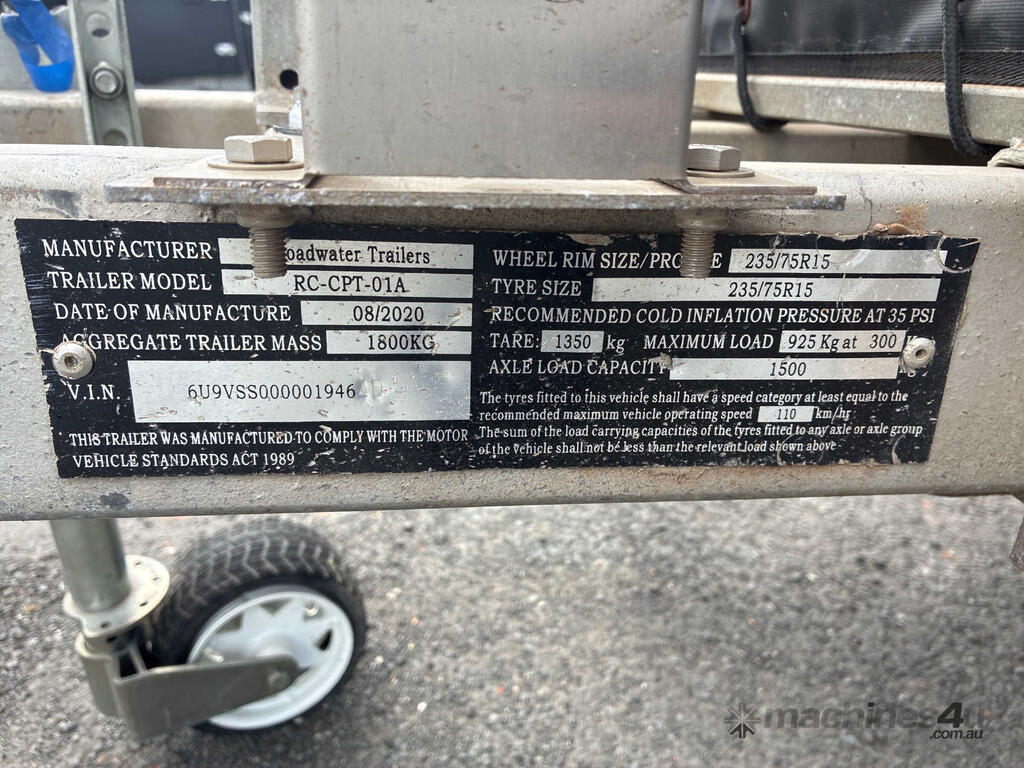 MANUFACTURER oadwater Trailers
TRAILER MODEL RC-CPT-01A
DATE OF MANUFACTURE 08/2020
AGGREGATE TRAILER MASS 1800KG
V.I.N. 6U9VSS000001946
THIS TRAILER WAS MANUFACTURED TO COMPLY WITH THE MOTOR
VEHICLE STANDARDS ACT 1989
WHEEL RIM SIZE/PRO E 235/75R15
TYRE SIZE 235/75R15
RECOMMENDED COLD INFLATION PRESSURE AT 35 PSI
TARE: 1350 kg MAXIMUM LOAD 925 Kg at 300
AXLE LOAD CAPACITY 1500
The tyres fitted to this vehicle shall have a speed category at least equal to the
recommended maximum vehicle operating speed 110 km/hr
The sum of the load carrying capacities of the tyres fitted to any axle or axle group
of the vehicle shall not be less than the relevant load shown above
machines4u
.com.au